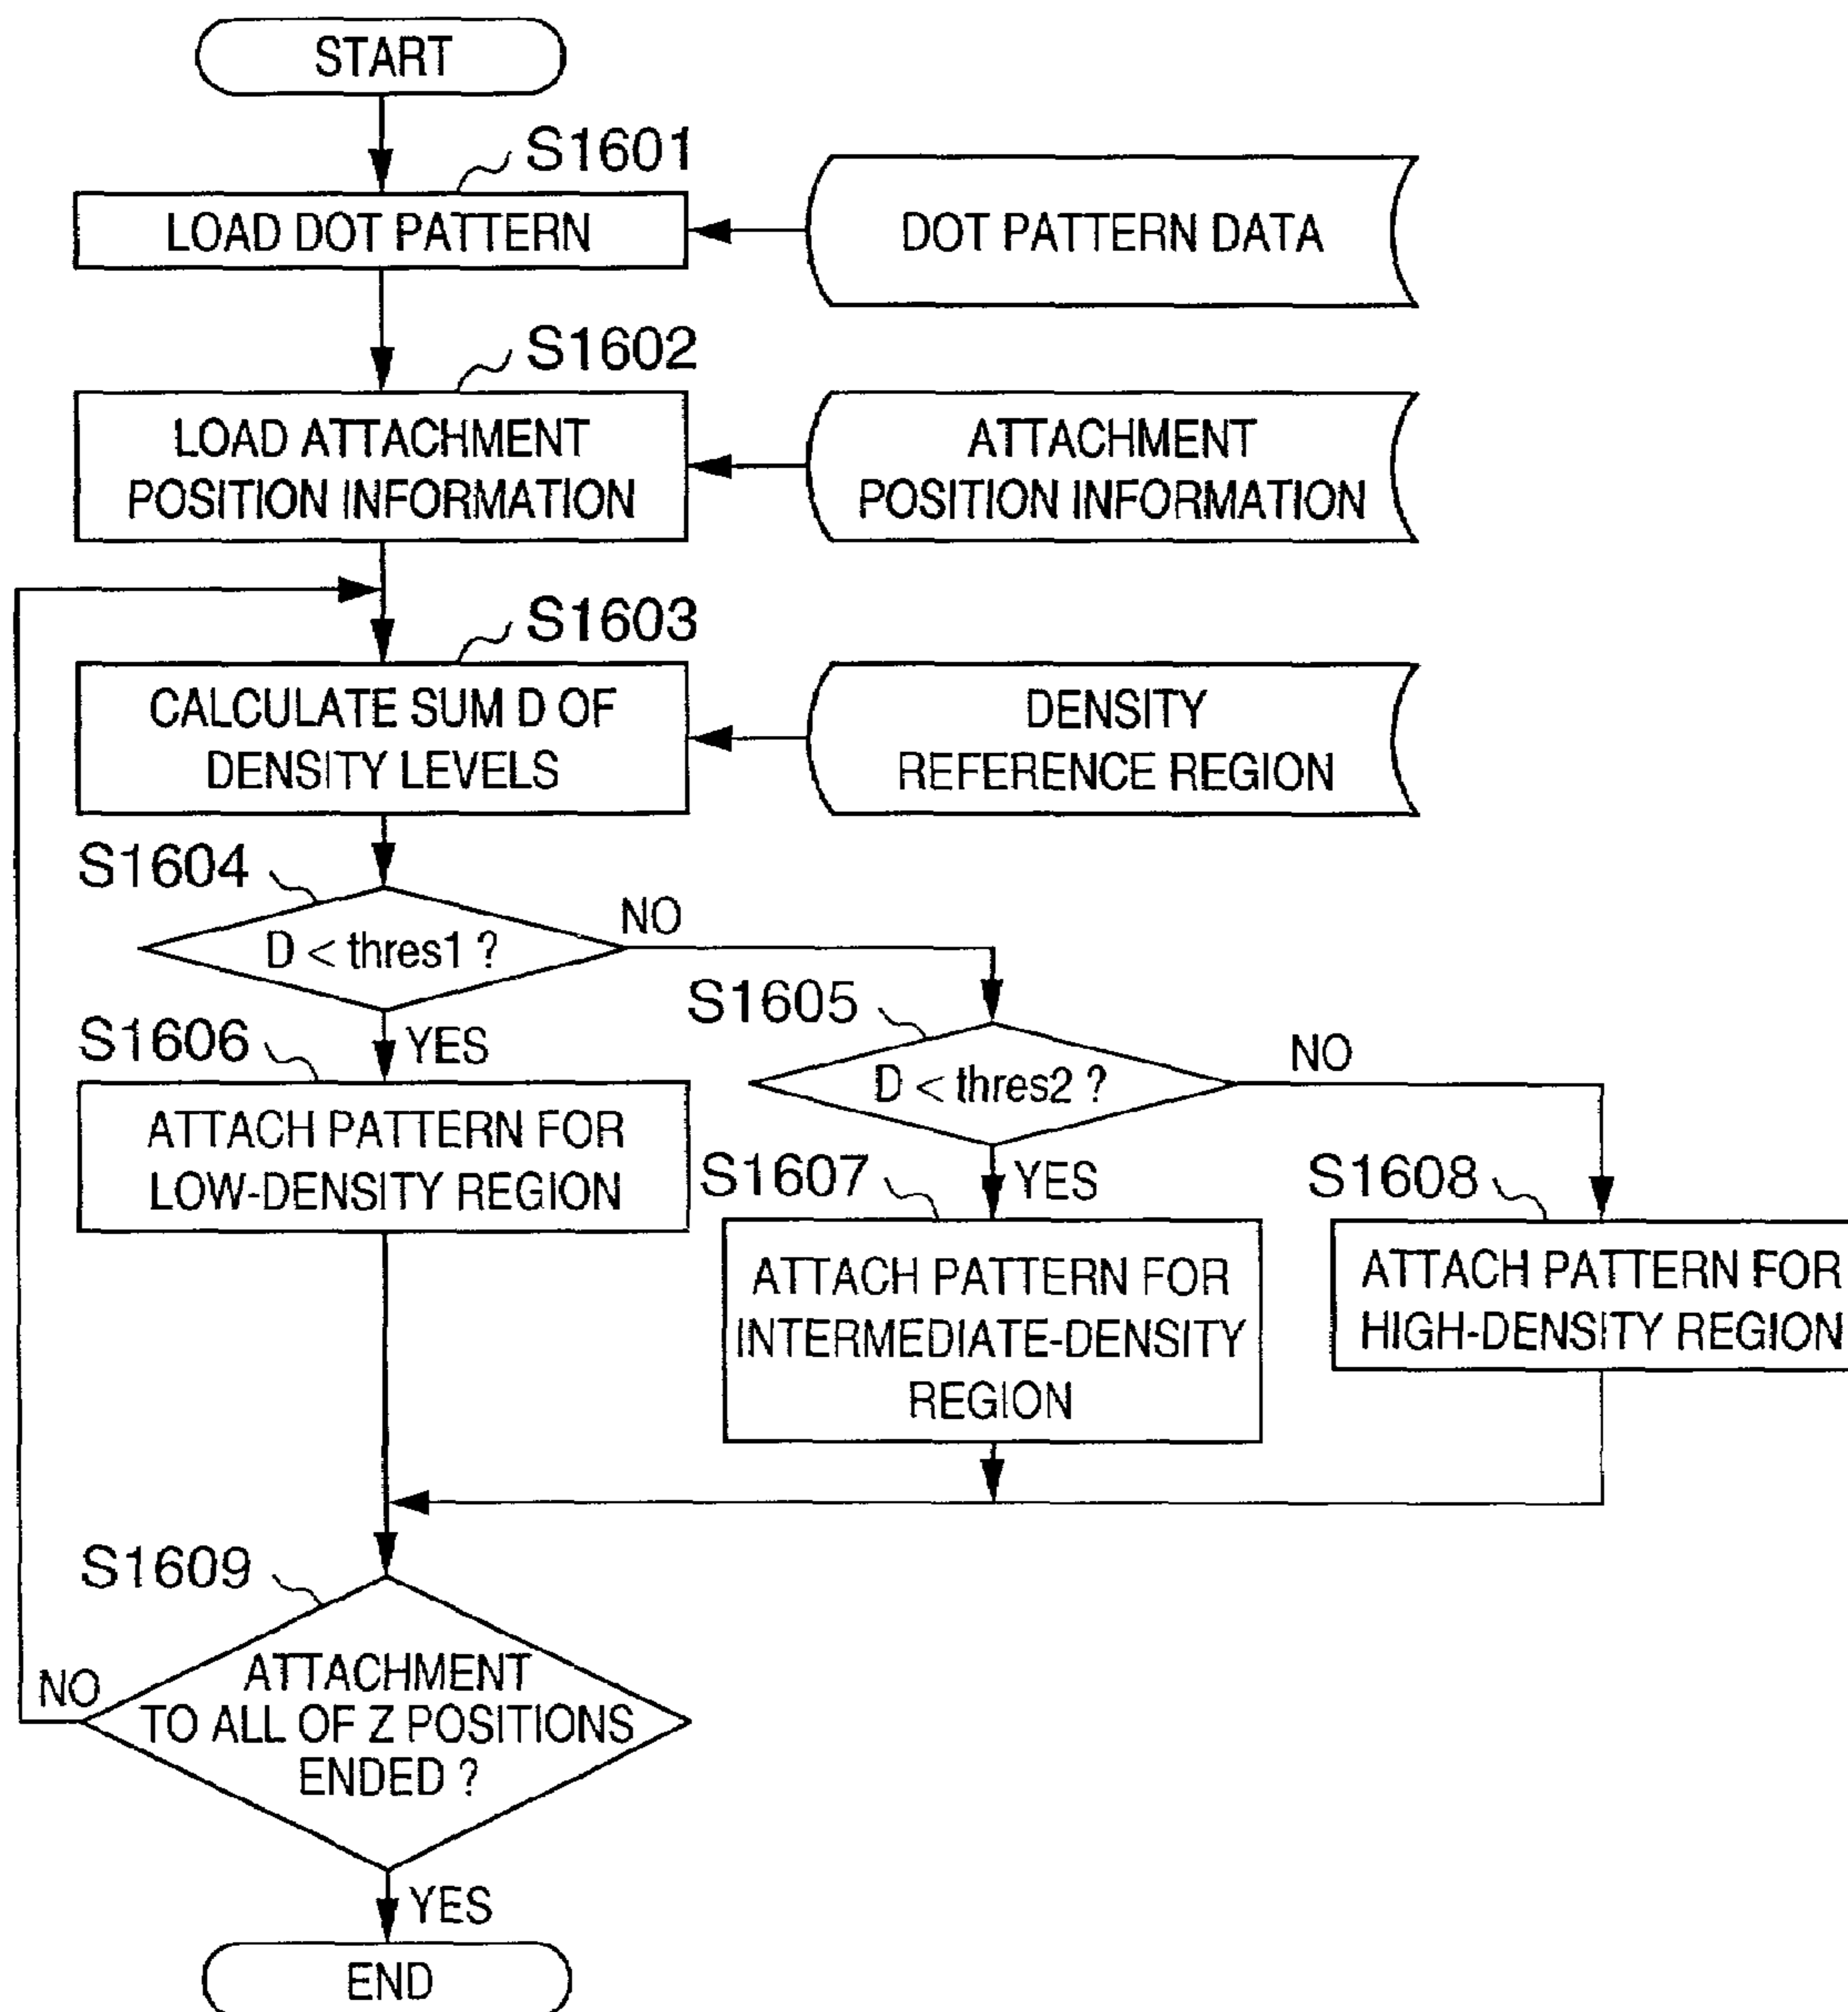 START
S1601
LOAD DOT PATTERN
DOT PATTERN DATA
S1602
LOAD ATTACHMENT
POSITION INFORMATION
ATTACHMENT
POSITION INFORMATION
S1603
CALCULATE SUM D OF
DENSITY LEVELS
DENSITY
REFERENCE REGION
S1604
D < thres1 ?
NO
YES
S1605
D < thres2 ?
NO
YES
S1606
ATTACH PATTERN FOR
LOW-DENSITY REGION
S1607
ATTACH PATTERN FOR
INTERMEDIATE-DENSITY
REGION
S1608
ATTACH PATTERN FOR
HIGH-DENSITY REGION
S1609
ATTACHMENT
TO ALL OF Z POSITIONS
ENDED ?
NO
YES
END